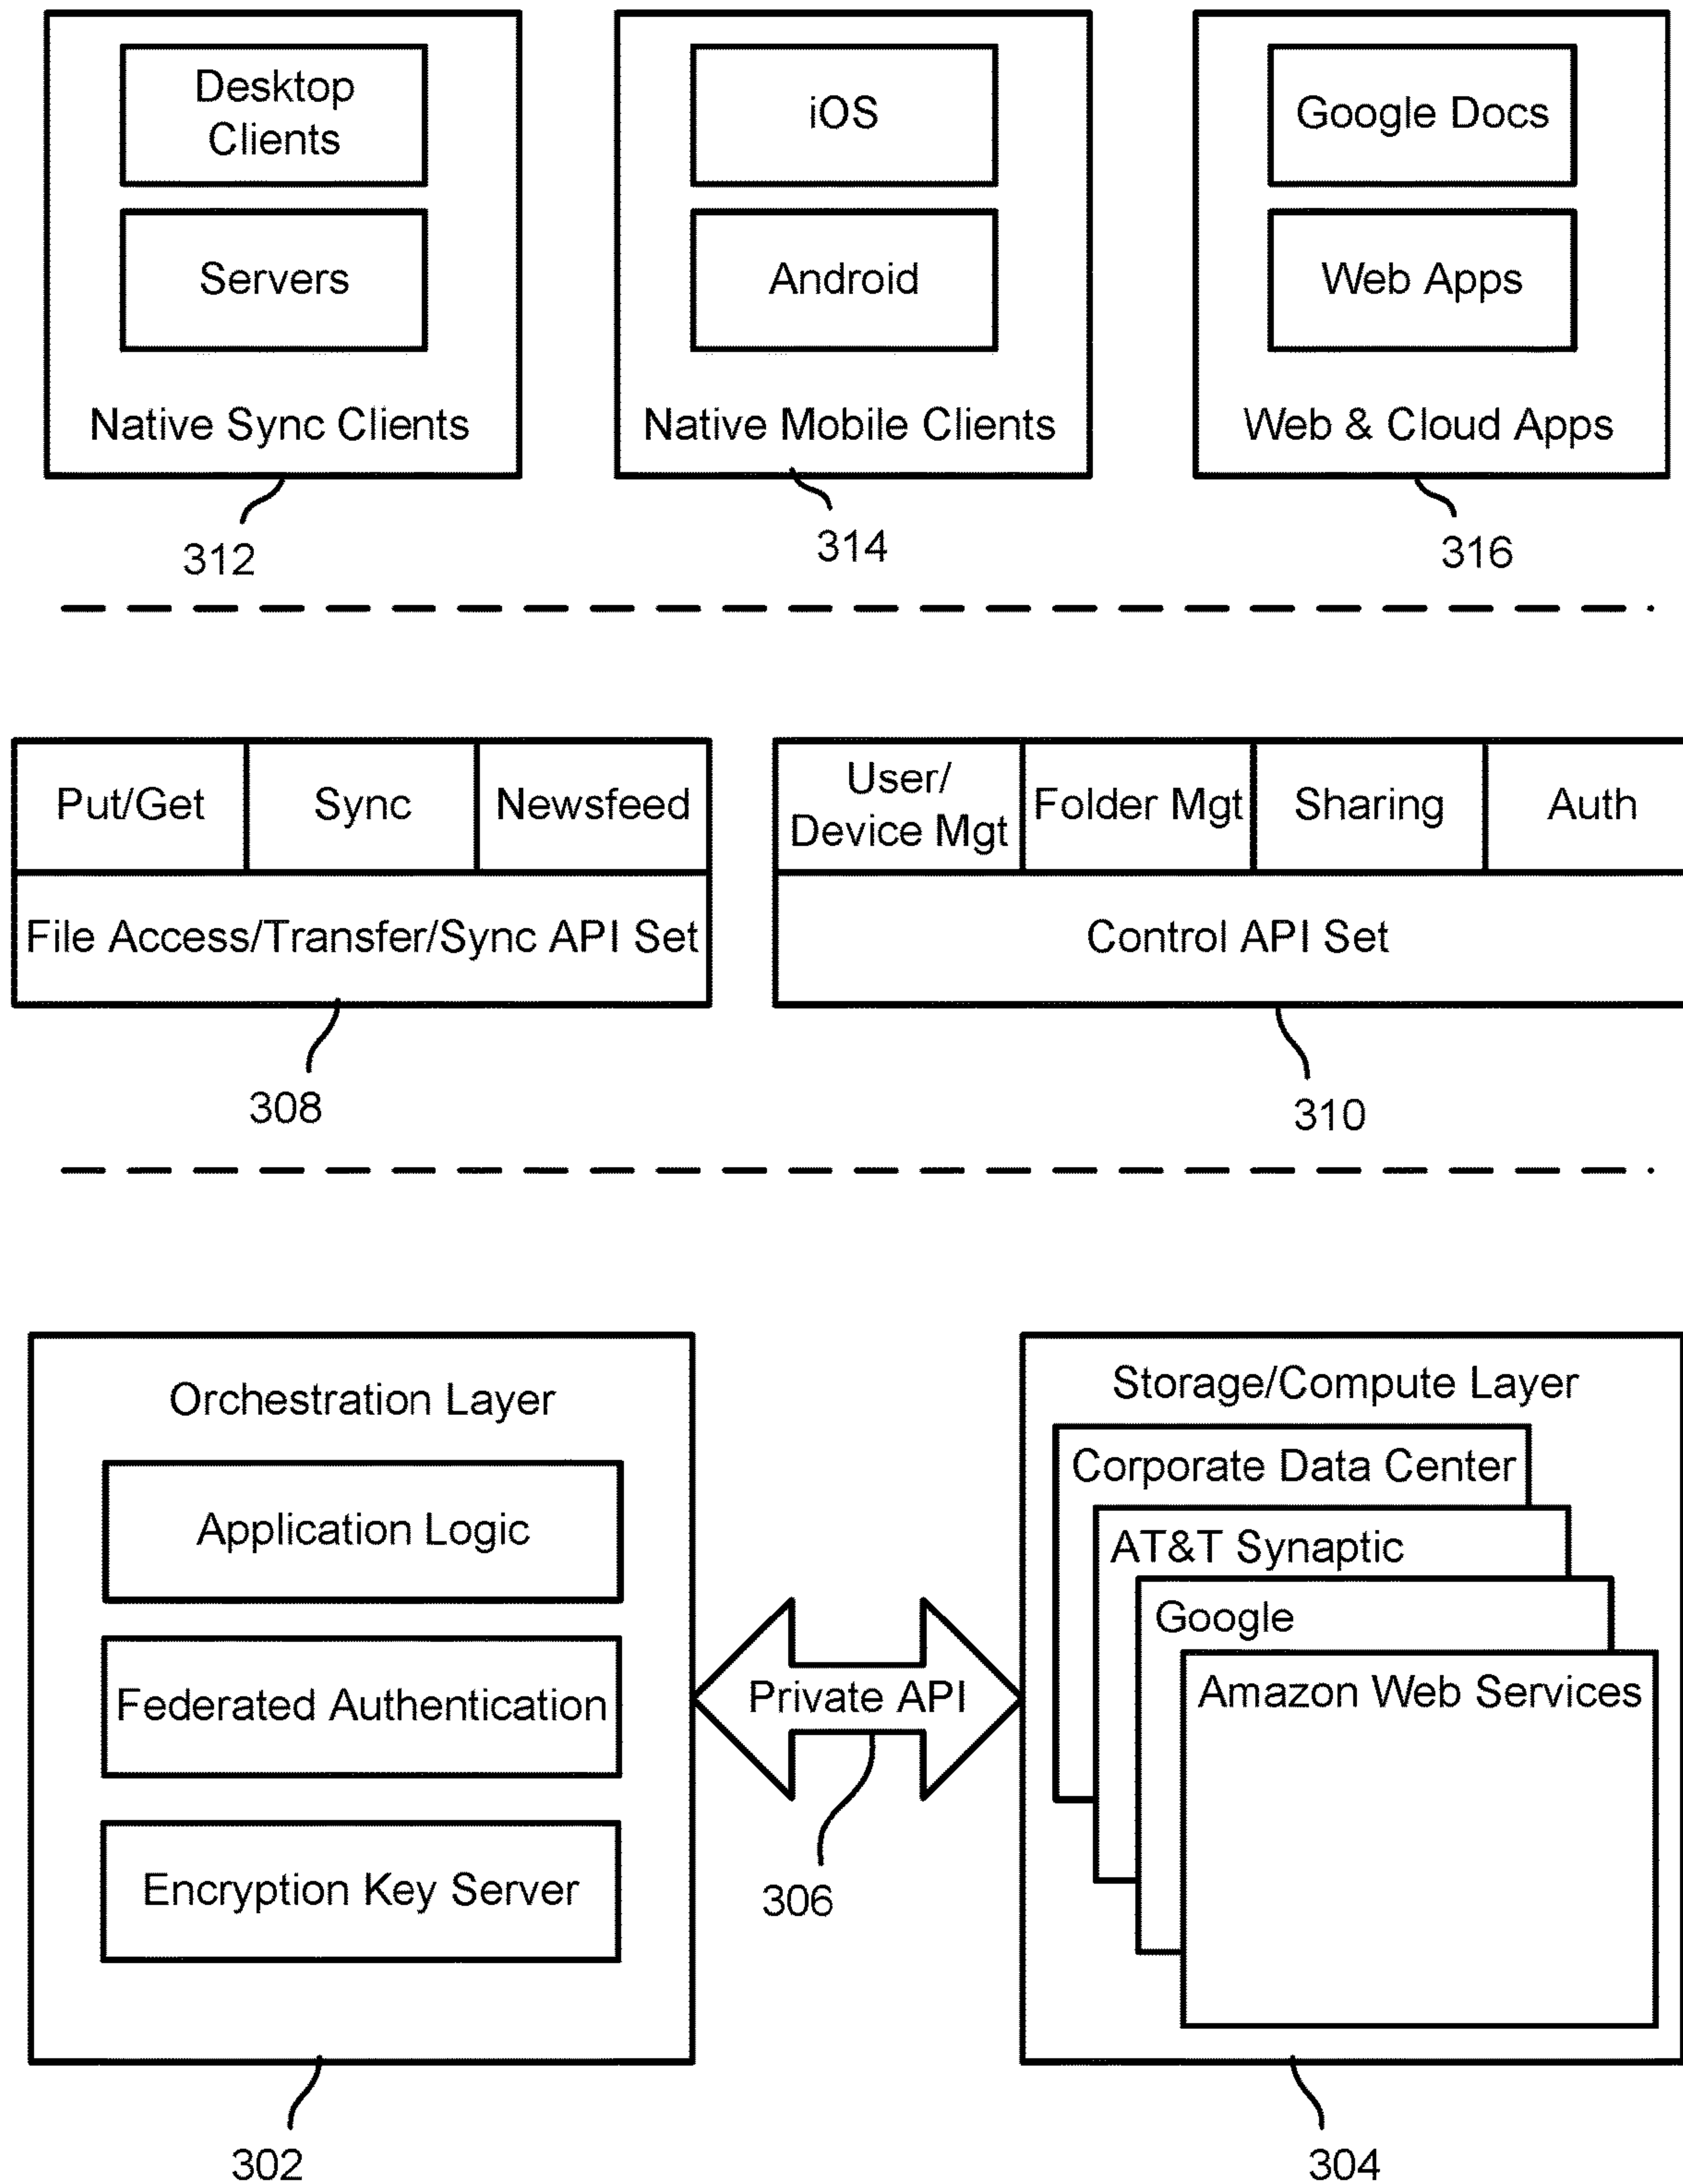 Desktop
Clients
Servers
Native Sync Clients
312
iOS
Android
Native Mobile Clients
314
Google Docs
Web Apps
Web & Cloud Apps
316
Put/Get
Sync
Newsfeed
File Access/Transfer/Sync API Set
308
User/
Device Mgt
Folder Mgt
Sharing
Auth
Control API Set
310
Orchestration Layer
Application Logic
Federated Authentication
Encryption Key Server
302
Private API
306
Storage/Compute Layer
Corporate Data Center
AT&T Synaptic
Google
Amazon Web Services
304